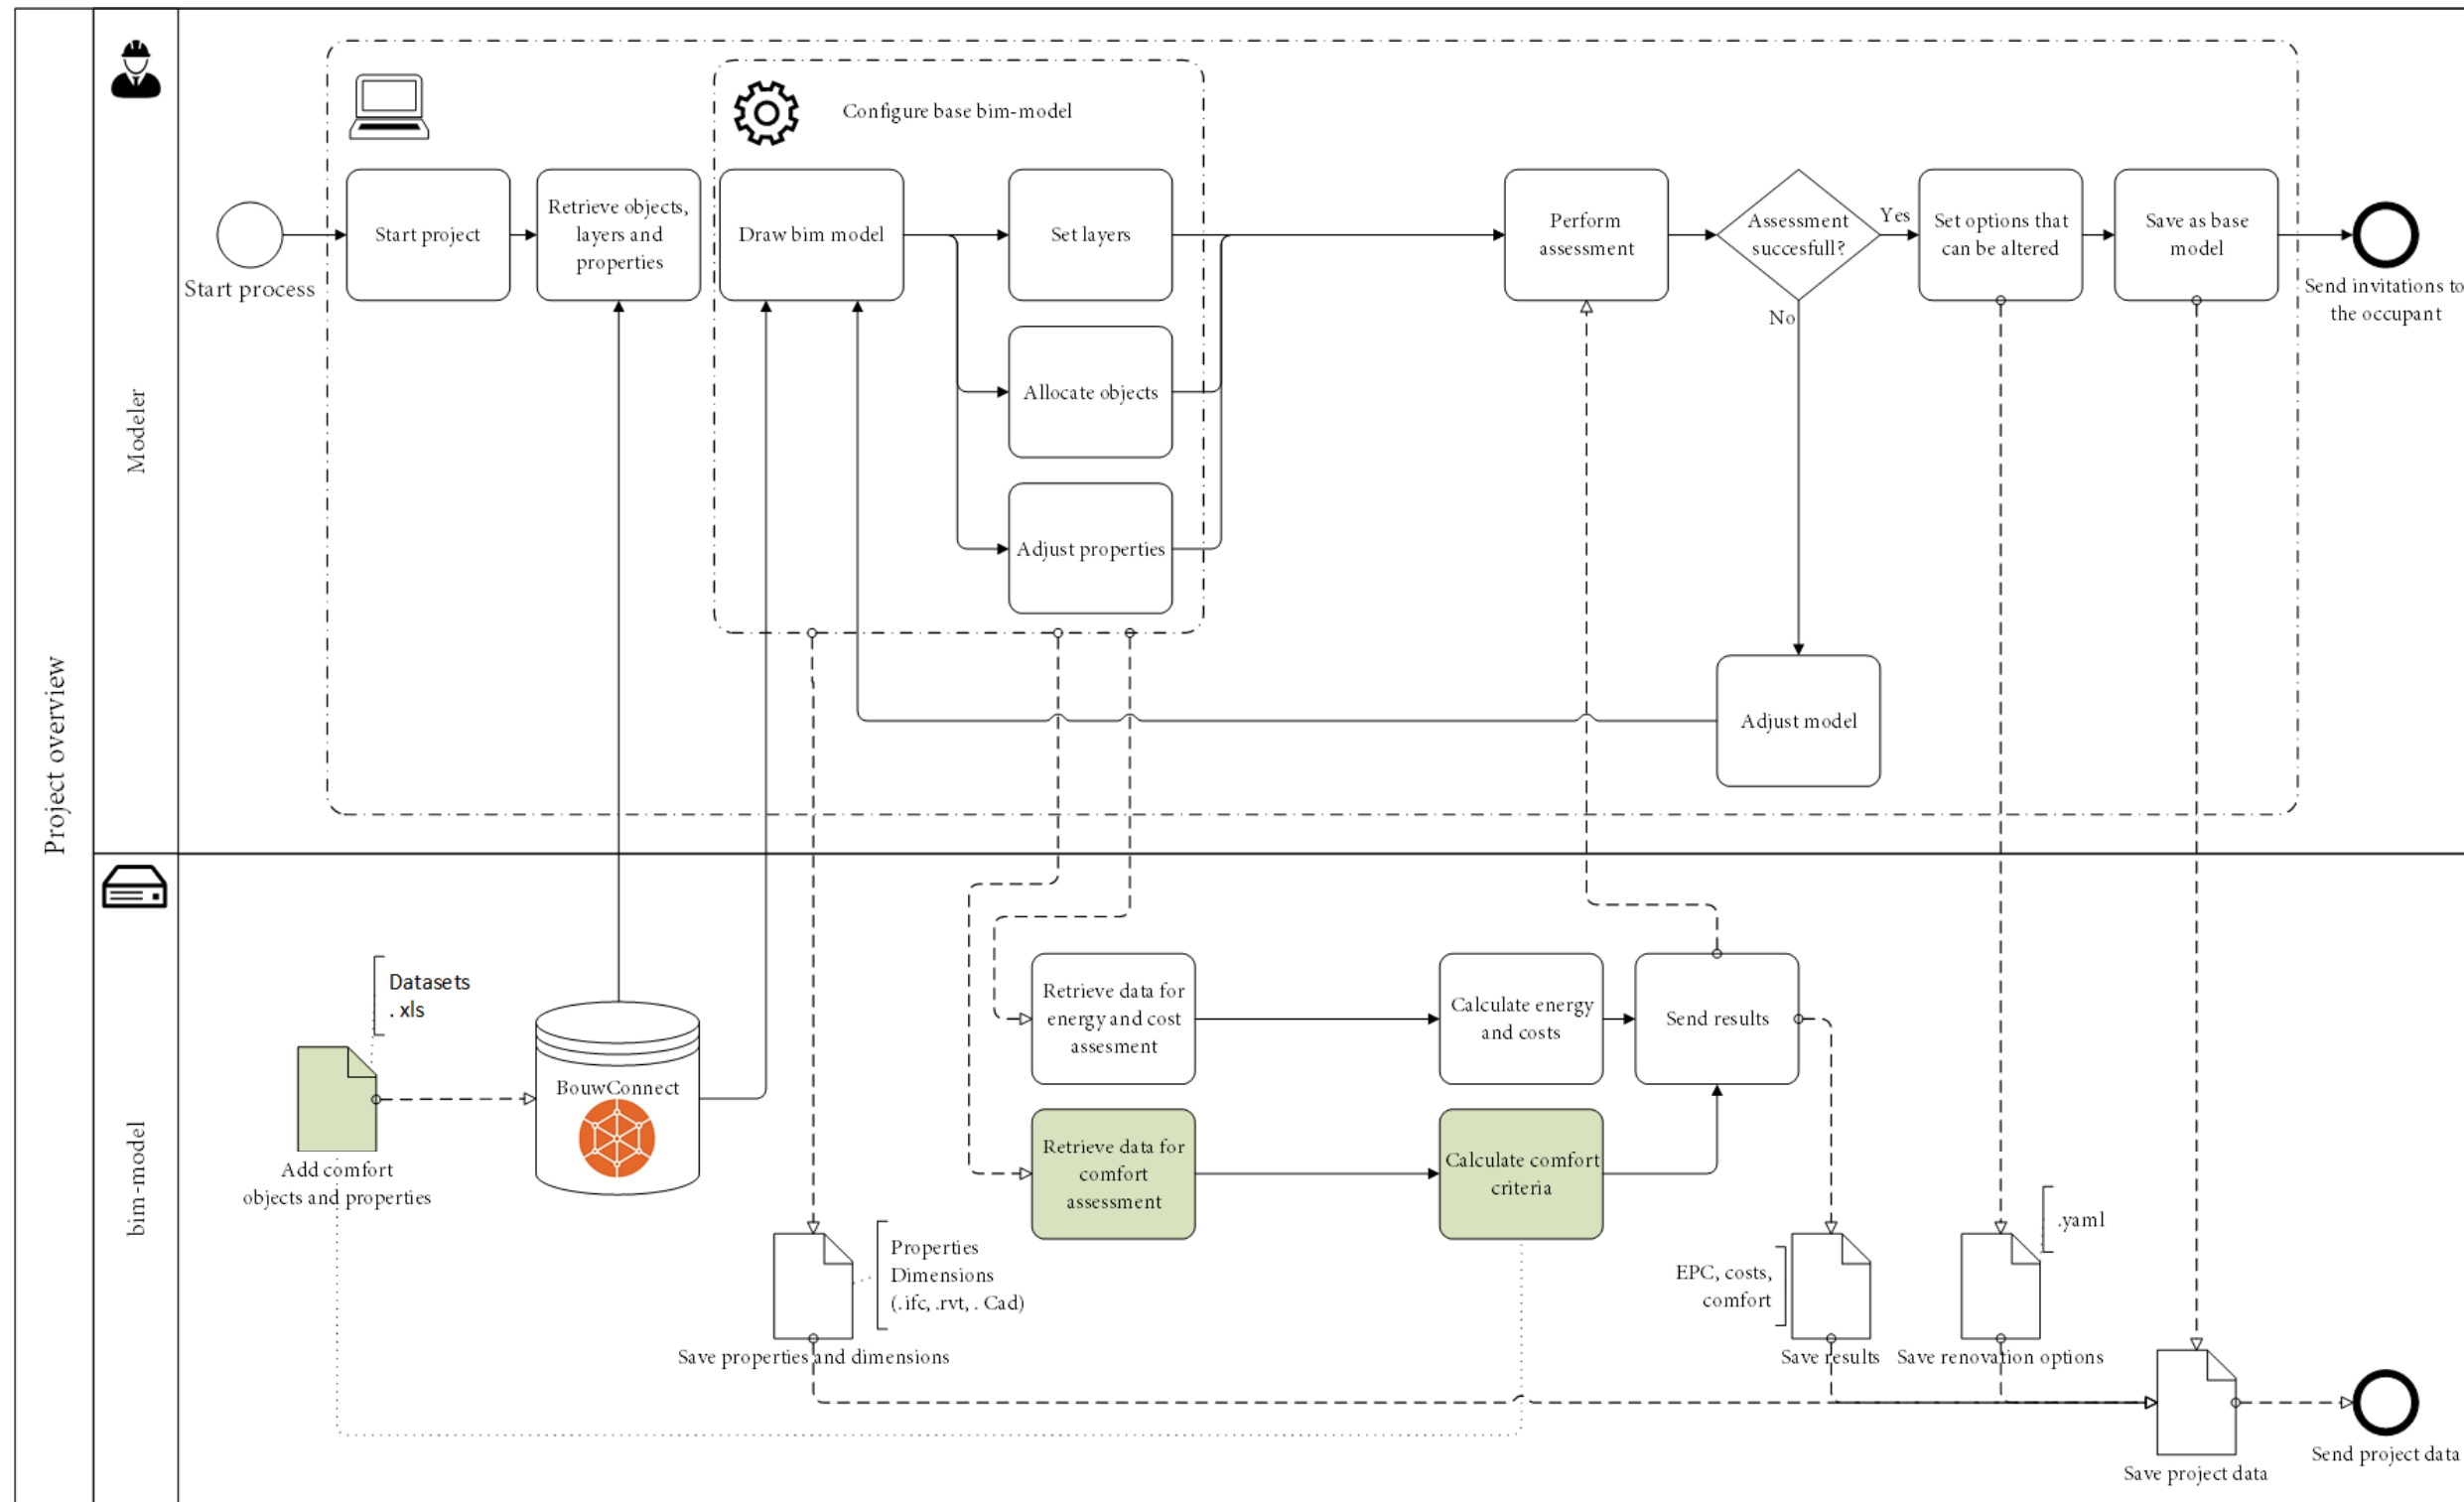 Project overview
Modeler
Configure base bim-model
Start process
Start project
Retrieve objects,
layers and
properties
Draw bim model
Set layers
Allocate objects
Adjust properties
Perform
assessment
Assessment
succesfull?
Yes
No
Set options that
can be altered
Save as base
model
Send invitations to
the occupant
Adjust model
bim-model
Datasets
. xls
Add comfort
objects and properties
BouwConnect
Retrieve data for
energy and cost
assesment
Calculate energy
and costs
Send results
Retrieve data for
comfort
assessment
Calculate comfort
criteria
Properties
Dimensions
(.ifc, .rvt, . Cad)
Save properties and dimensions
EPC, costs,
comfort
Save results
.yaml
Save renovation options
Save project data
Send project data